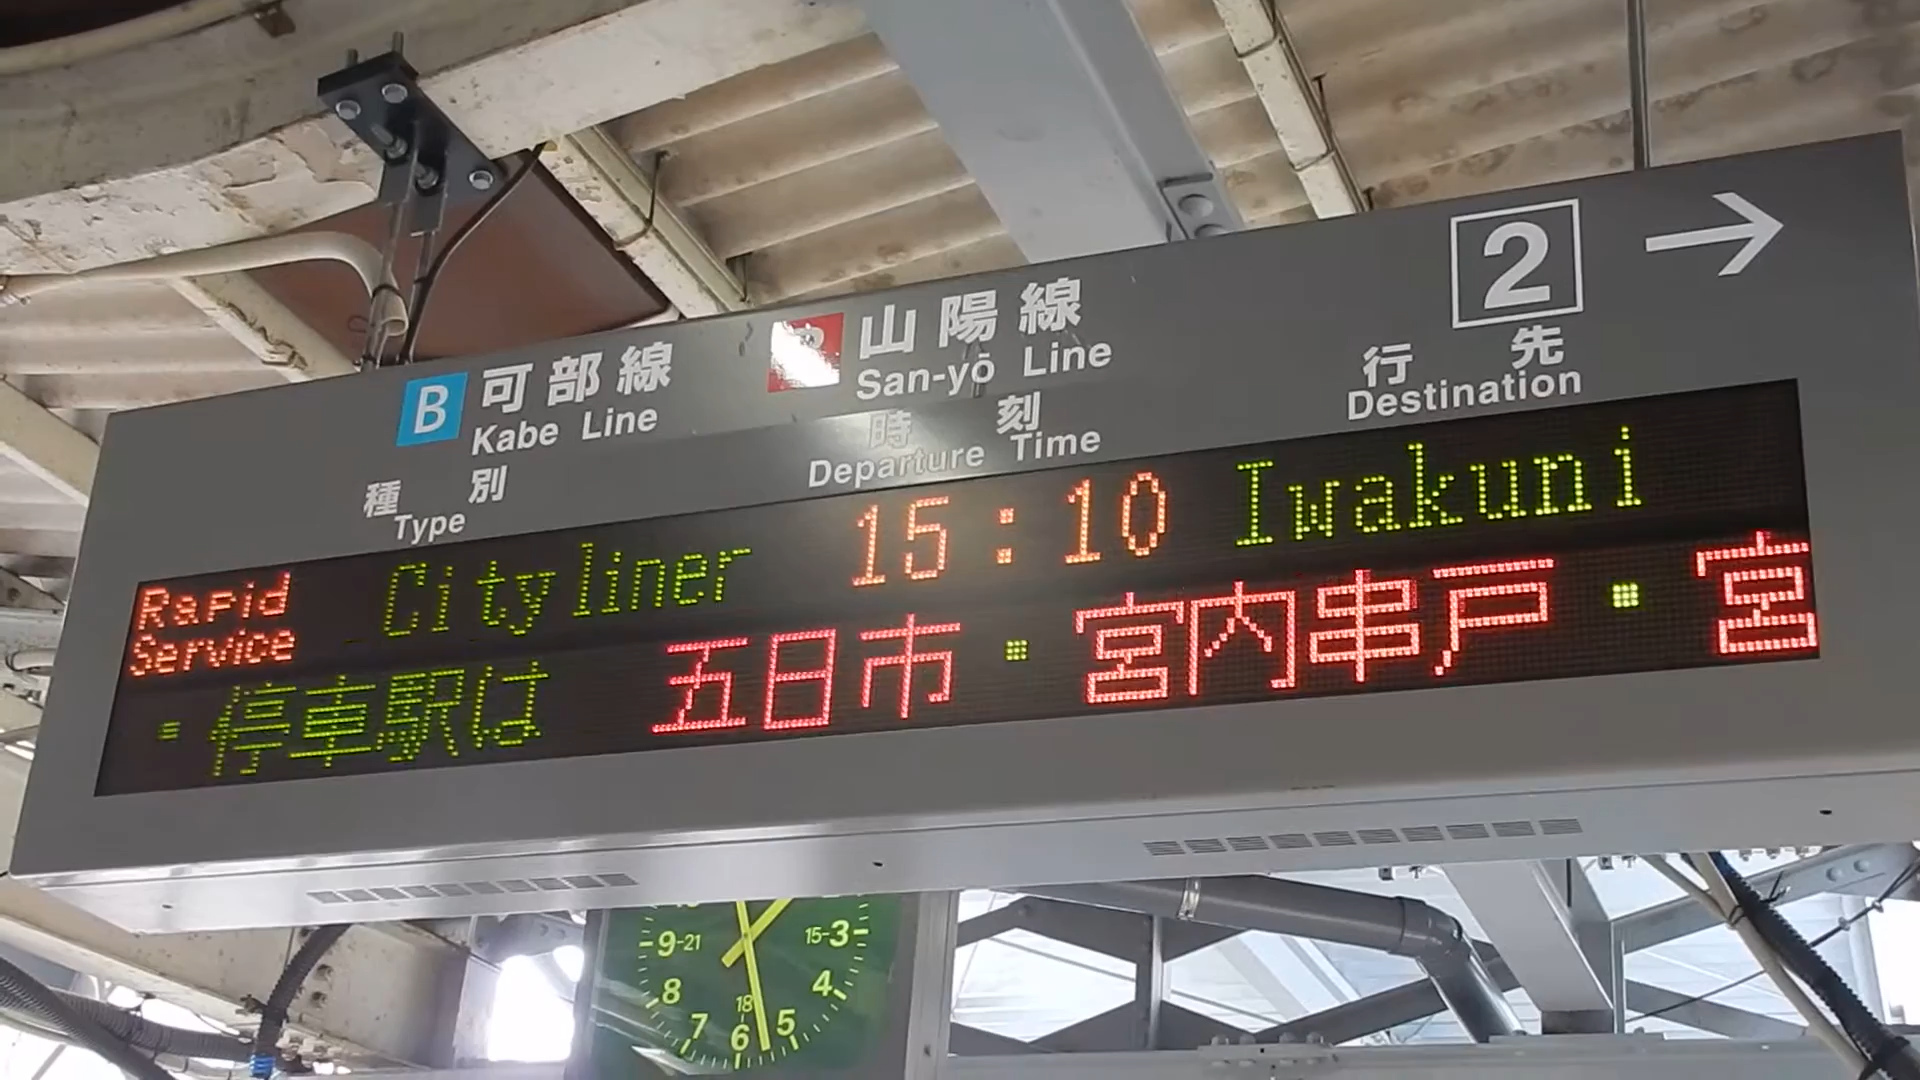 2 →
B 可部線
Kabe Line
山陽線
San-yō Line
種別
Type
時刻
Departure Time
行先
Destination
Rapid Service City liner 15:10 Iwakuni
・停車駅は 五日市・宮内串戸・宮
9-21
15-3
8
4
7
18
6
5